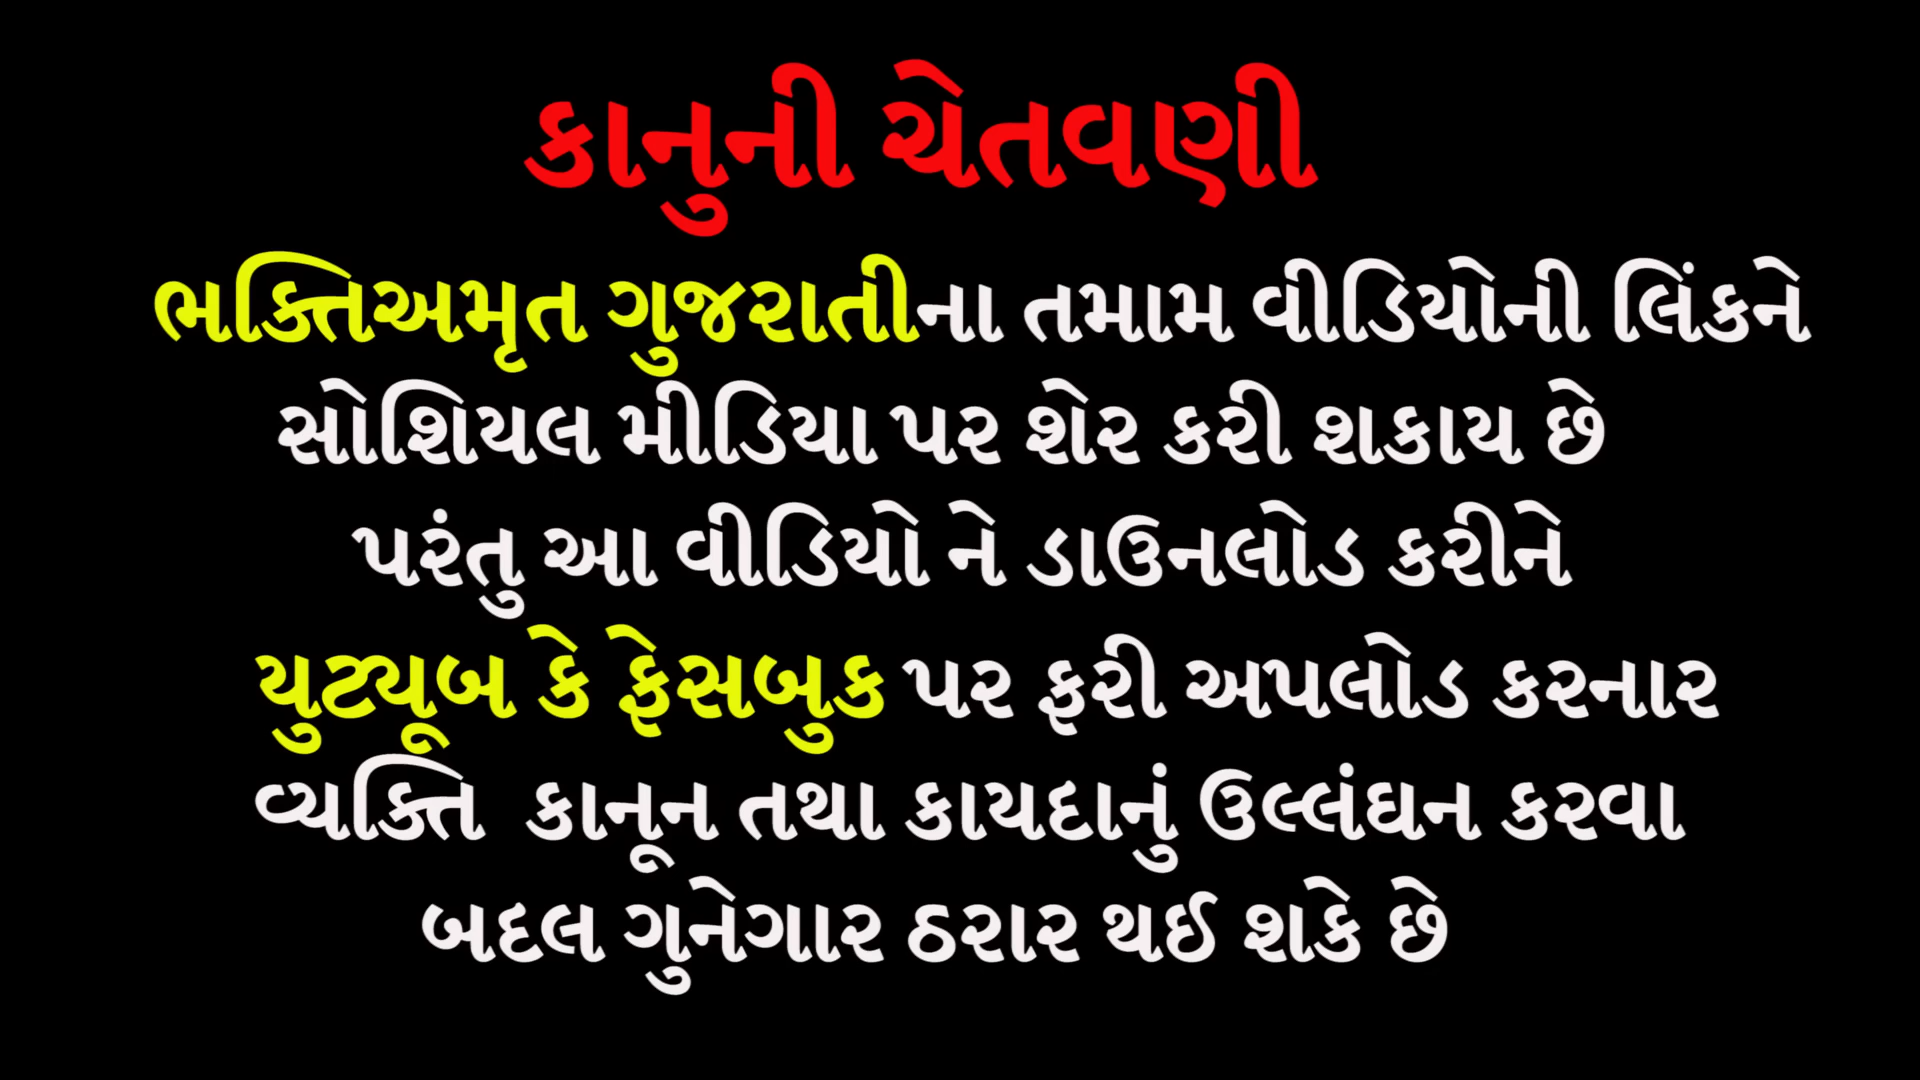 કાનુની ચેતવણી
ભક્તિઅમૃત ગુજરાતીના તમામ વીડિયોની લિંકને
સોશિયલ મીડિયા પર શેર કરી શકાય છે
પરંતુ આ વીડિયો ને ડાઉનલોડ કરીને
યુટ્યૂબ કે ફેસબુક પર ફરી અપલોડ કરનાર
વ્યક્તિ કાનૂન તથા કાયદાનું ઉલ્લંઘન કરવા
બદલ ગુનેગાર ઠરાર થઈ શકે છે